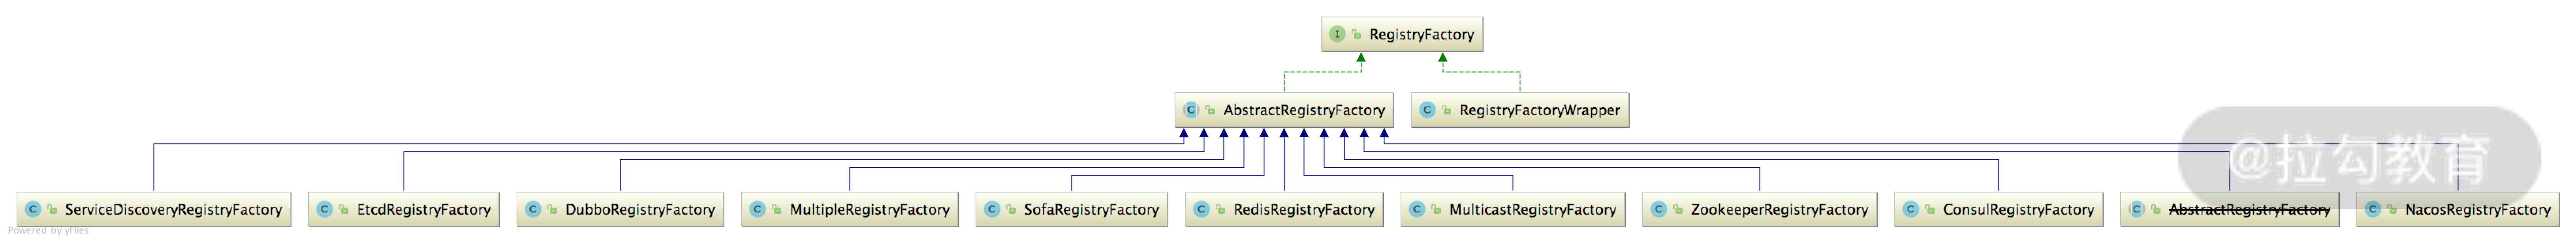 I RegistryFactory
C AbstractRegistryFactory
C RegistryFactoryWrapper
@拉勾教育
C ServiceDiscoveryRegistryFactory
C EtcdRegistryFactory
C DubboRegistryFactory
C MultipleRegistryFactory
C SofaRegistryFactory
C RedisRegistryFactory
C MulticastRegistryFactory
C ZookeeperRegistryFactory
C ConsulRegistryFactory
C AbstractRegistryFactory
C NacosRegistryFactory
Powered by yFiles